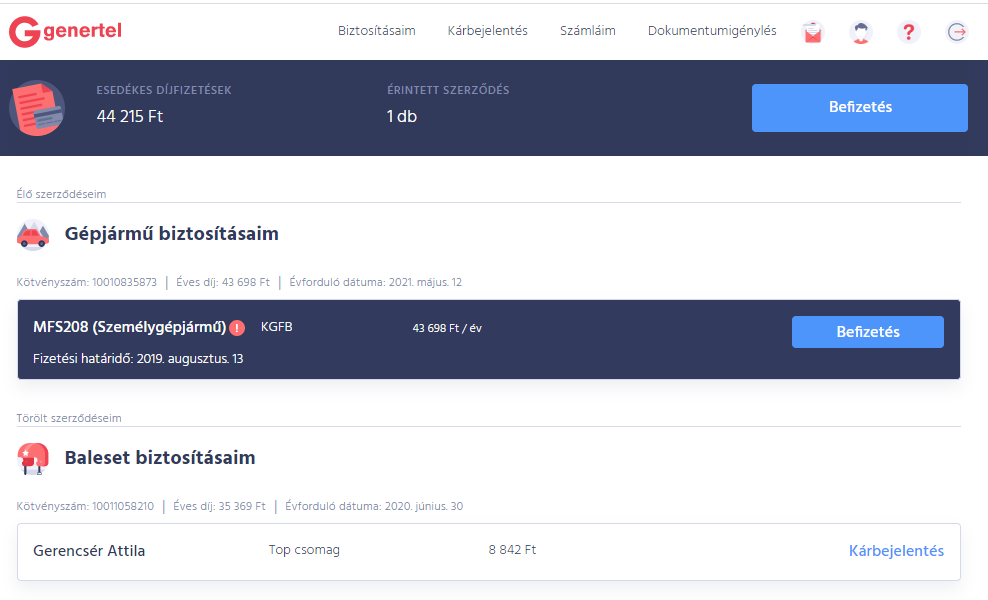 genertel
Biztosításaim Kárbejelentés Számláim Dokumentumigénylés ?
ESEDÉKES DÍJFIZETÉSEK ÉRINTETT SZERZŐDÉS
44 215 Ft 1 db Befizetés
Élő szerződéseim
Gépjármű biztosításaim
Kötvényszám: 10010835873 | Éves díj: 43 698 Ft | Évforduló dátuma: 2021. május. 12
MFS208 (Személygépjármű) ! KGFB 43 698 Ft / év Befizetés
Fizetési határidő: 2019. augusztus. 13
Törölt szerződéseim
Baleset biztosításaim
Kötvényszám: 10011058210 | Éves díj: 35 369 Ft | Évforduló dátuma: 2020. június. 30
Gerencsér Attila Top csomag 8 842 Ft Kárbejelentés